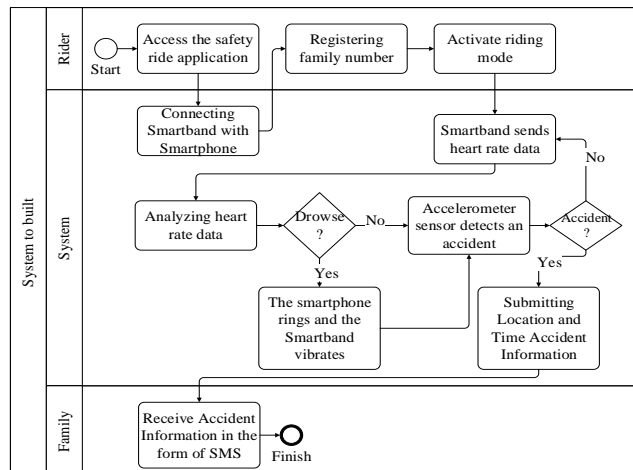 System to built
Rider
Start
Access the safety
ride application
Registering
family number
Activate riding
mode
System
Connecting
Smartband with
Smartphone
Smartband sends
heart rate data
No
Analyzing heart
rate data
Drowse
?
No
Accelerometer
sensor detects an
accident
Accident
?
Yes
Yes
The smartphone
rings and the
Smartband
vibrates
Submitting
Location and
Time Accident
Information
Family
Receive Accident
Information in the
form of SMS
Finish